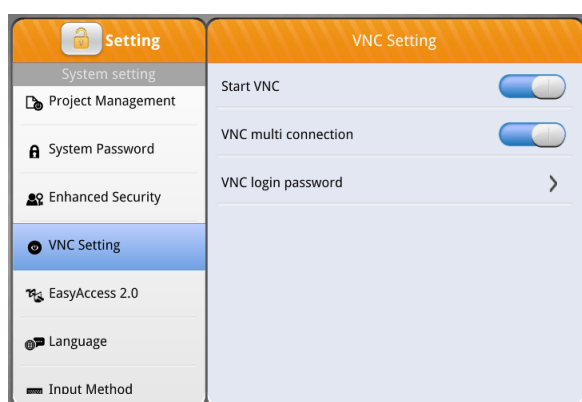 Setting
System setting
Project Management
System Password
Enhanced Security
VNC Setting
EasyAccess 2.0
Language
Input Method
VNC Setting
Start VNC
VNC multi connection
VNC login password